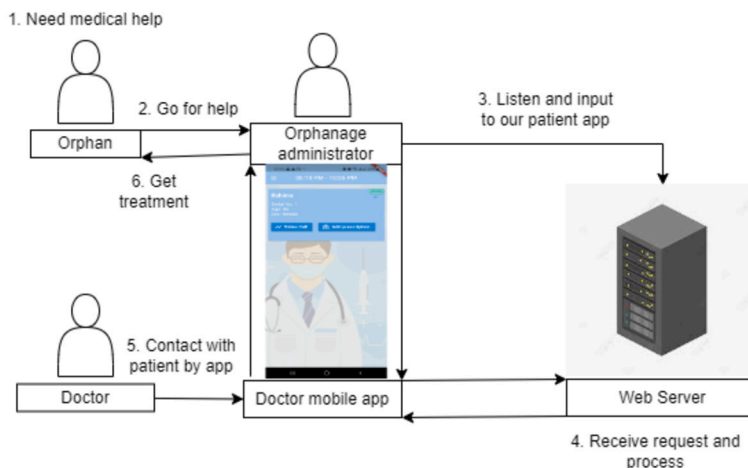 1. Need medical help
2. Go for help
3. Listen and input
to our patient app
Orphan
Orphanage
administrator
6. Get
treatment
5. Contact with
patient by app
Doctor
Doctor mobile app
Web Server
4. Receive request and
process